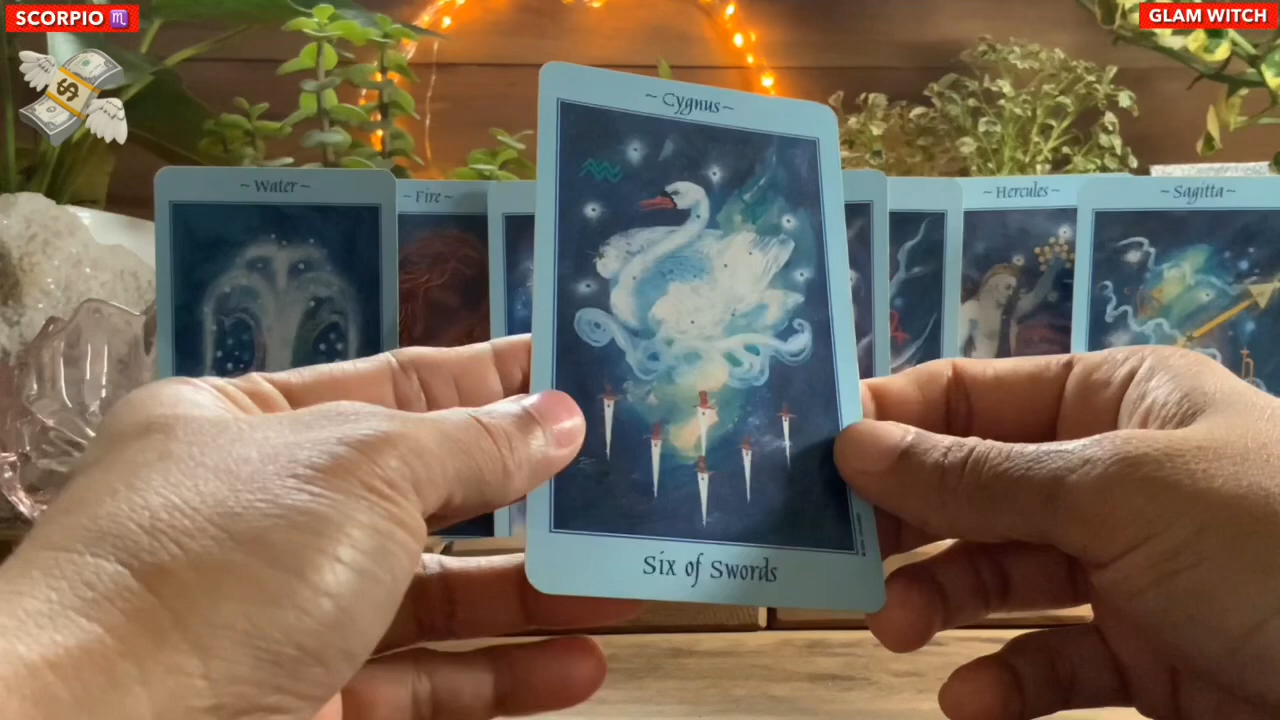 SCORPIO ♏
GLAM WITCH
~ Cygnus ~
~ Water ~
~ Fire ~
~ Hercules ~
~ Sagitta ~
Six of Swords